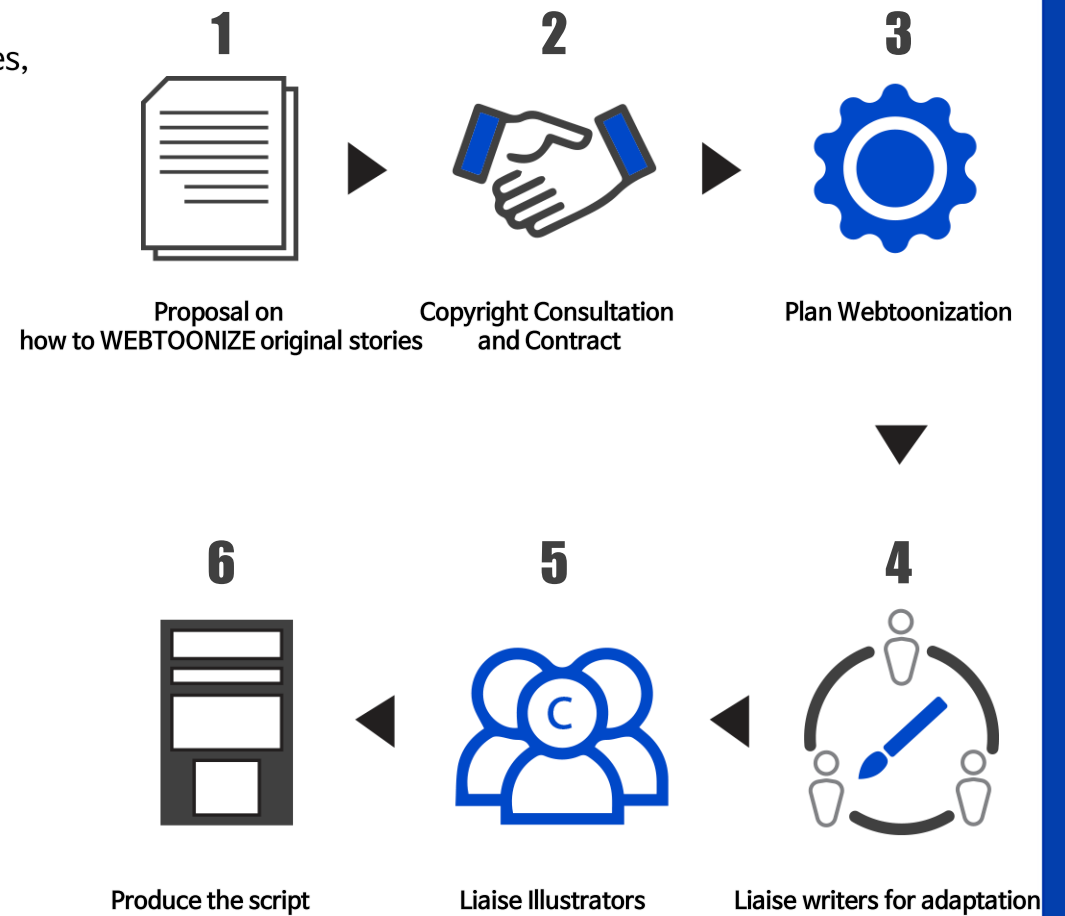 es,
1
2
3
Proposal on
how to WEBTOONIZE original stories
Copyright Consultation
and Contract
Plan Webtoonization
4
Liaise writers for adaptation
5
C
Liaise Illustrators
6
Produce the script